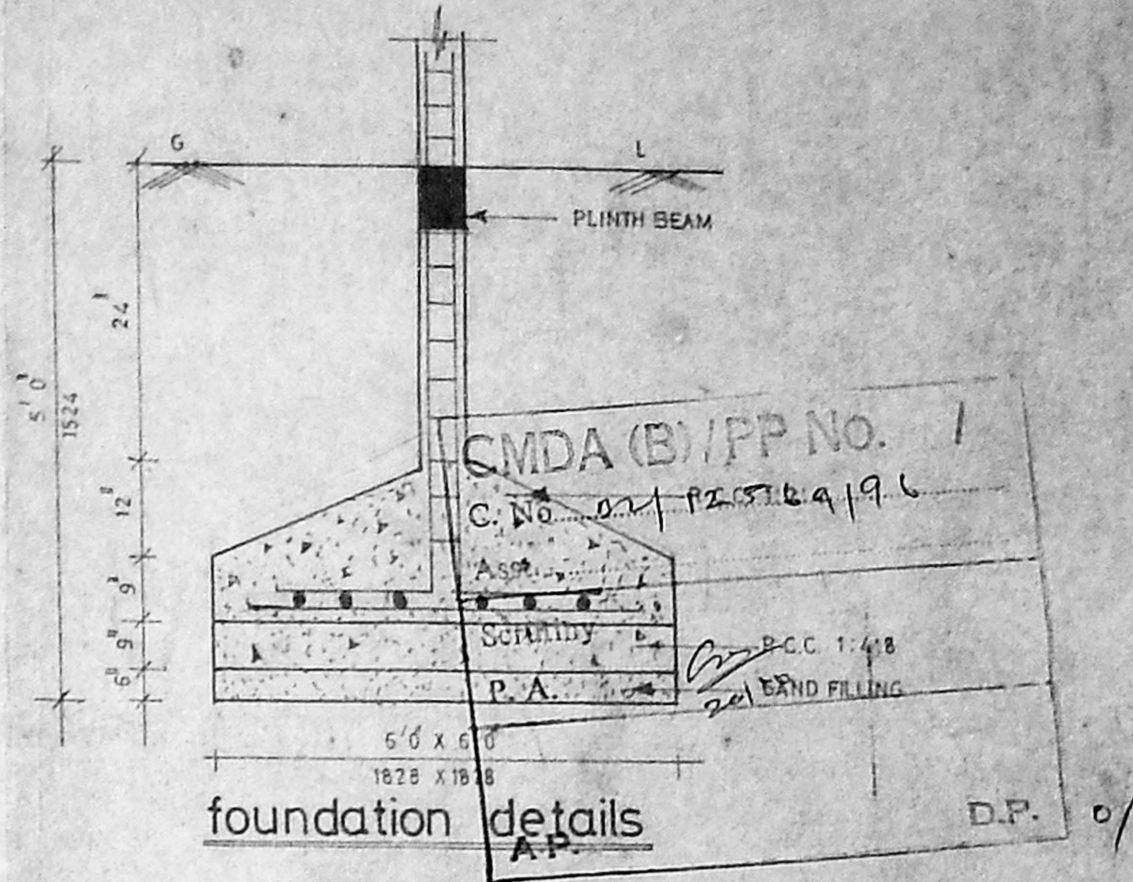 G L
PLINTH BEAM
24"
5' 0"
1524
CMDA (B) / PP NO. 1
12"
C. No
Asst.
9"
Scrutiny
9"
P.C.C. 1:4:8
6"
P. A.
SAND FILLING
6'0 X 6'0
1828 X 1828
foundation details
D.P.
A.P.